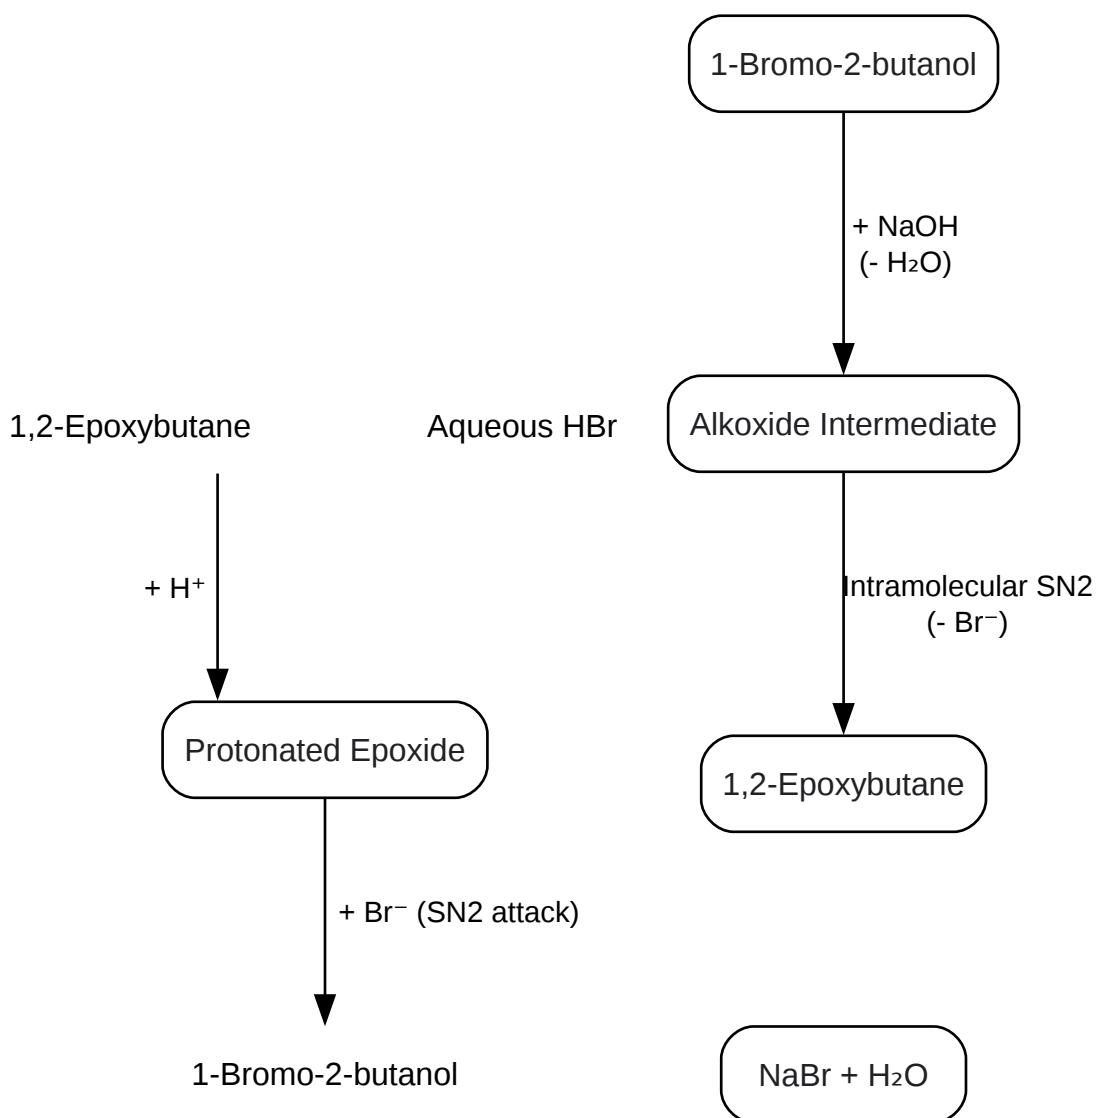 1-Bromo-2-butanol
+ NaOH
(- H₂O)
1,2-Epoxybutane
Aqueous HBr
Alkoxide Intermediate
+ H⁺
Intramolecular SN2
(- Br⁻)
Protonated Epoxide
1,2-Epoxybutane
+ Br⁻ (SN2 attack)
1-Bromo-2-butanol
NaBr + H₂O